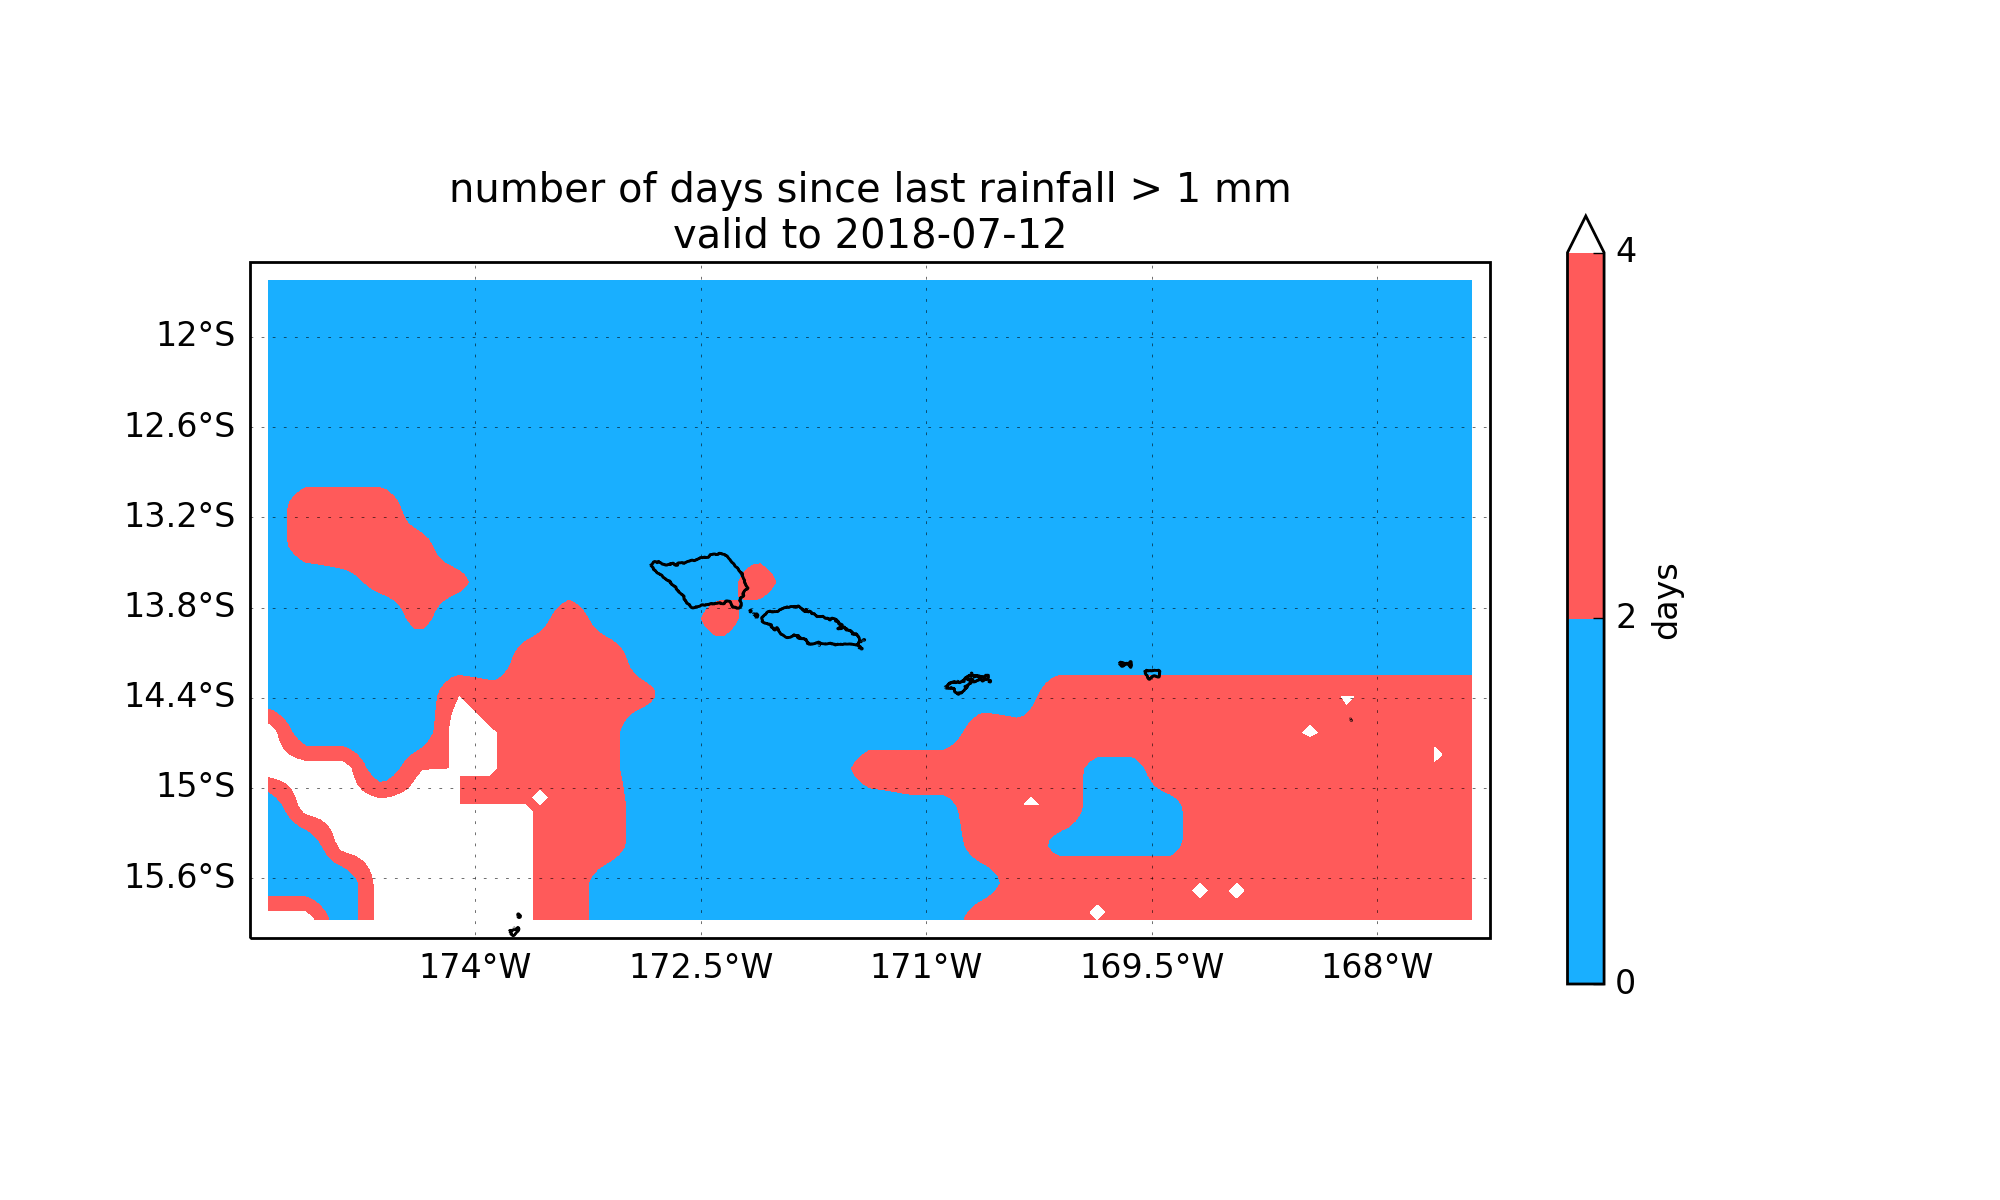 number of days since last rainfall > 1 mm
valid to 2018-07-12
12°S
12.6°S
13.2°S
13.8°S
14.4°S
15°S
15.6°S
174°W
172.5°W
171°W
169.5°W
168°W
4
2
0
days